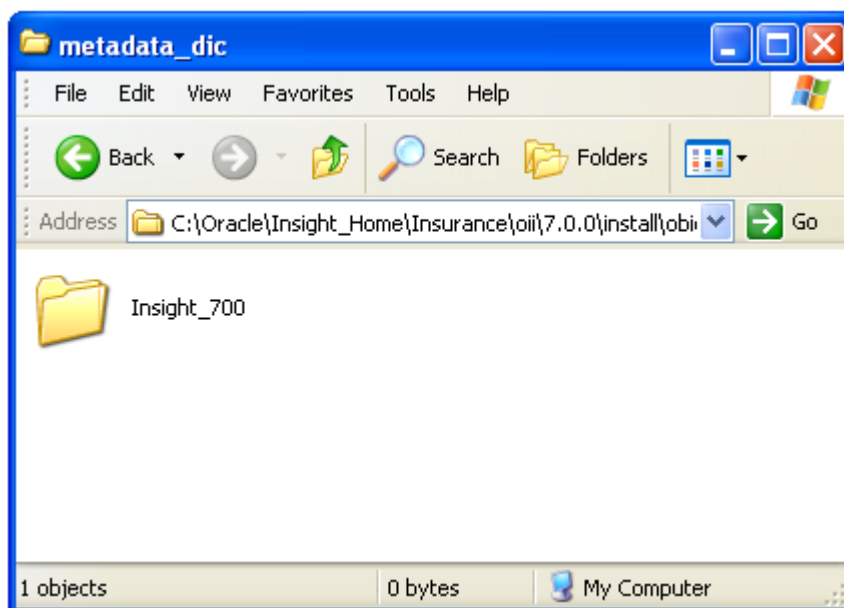 metadata_dic
File Edit View Favorites Tools Help
Back Search Folders
Address C:\Oracle\Insight_Home\Insurance\oii\7.0.0\install\obi Go
Insight_700
1 objects 0 bytes My Computer